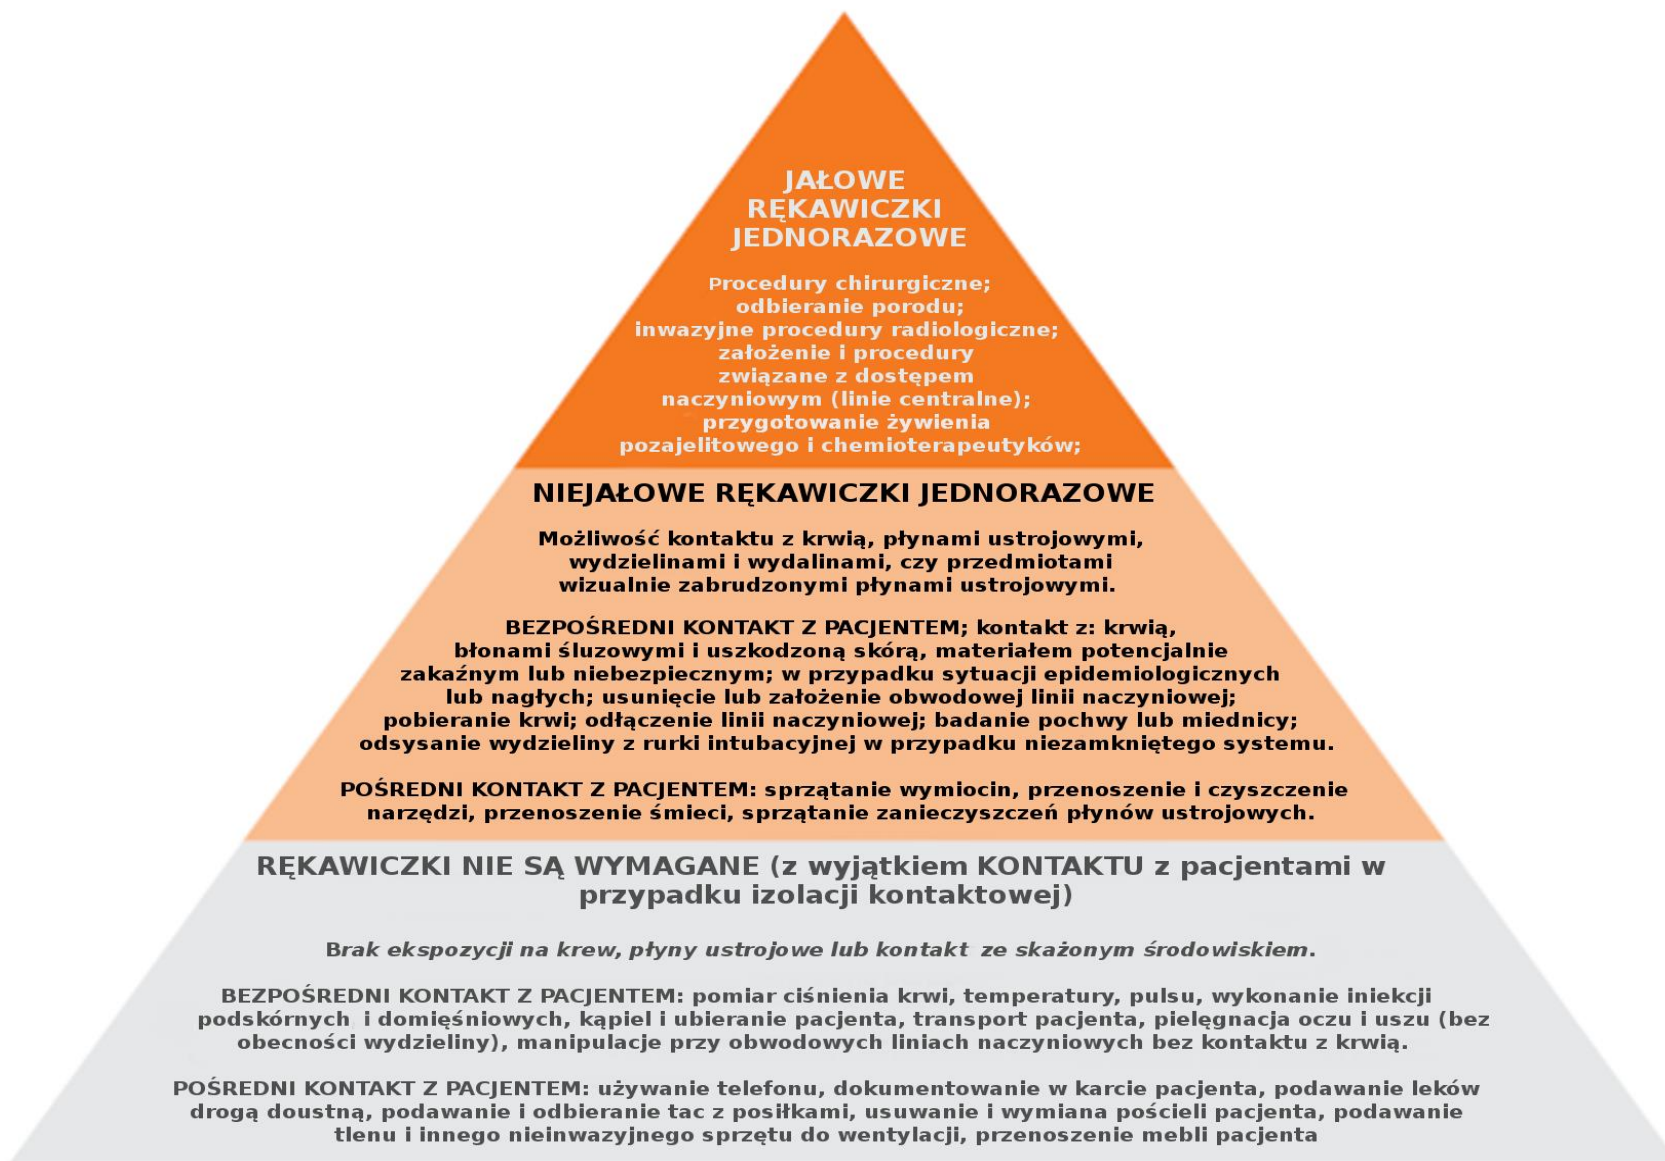 JAŁOWE
RĘKAWICZKI
JEDNORAZOWE
Procedury chirurgiczne;
odbieranie porodu;
inwazyjne procedury radiologiczne;
założenie i procedury
związane z dostępem
naczyniowym (linie centralne);
przygotowanie żywienia
pozajelitowego i chemioterapeutyków;
NIEJAŁOWE RĘKAWICZKI JEDNORAZOWE
Możliwość kontaktu z krwią, płynami ustrojowymi,
wydzielinami i wydalinami, czy przedmiotami
wizualnie zabrudzonymi płynami ustrojowymi.
BEZPOŚREDNI KONTAKT Z PACJENTEM; kontakt z: krwią,
błonami śluzowymi i uszkodzoną skórą, materiałem potencjalnie
zakaźnym lub niebezpiecznym; w przypadku sytuacji epidemiologicznych
lub nagłych; usunięcie lub założenie obwodowej linii naczyniowej;
pobieranie krwi; odłączenie linii naczyniowej; badanie pochwy lub miednicy;
odsysanie wydzieliny z rurki intubacyjnej w przypadku niezamkniętego systemu.
POŚREDNI KONTAKT Z PACJENTEM: sprzątanie wymiocin, przenoszenie i czyszczenie
narzędzi, przenoszenie śmieci, sprzątanie zanieczyszczeń płynów ustrojowych.
RĘKAWICZKI NIE SĄ WYMAGANE (z wyjątkiem KONTAKTU z pacjentami w
przypadku izolacji kontaktowej)
Brak ekspozycji na krew, płyny ustrojowe lub kontakt ze skażonym środowiskiem.
BEZPOŚREDNI KONTAKT Z PACJENTEM: pomiar ciśnienia krwi, temperatury, pulsu, wykonanie iniekcji
podskórnych i domięśniowych, kąpiel i ubieranie pacjenta, transport pacjenta, pielęgnacja oczu i uszu (bez
obecności wydzieliny), manipulacje przy obwodowych liniach naczyniowych bez kontaktu z krwią.
POŚREDNI KONTAKT Z PACJENTEM: używanie telefonu, dokumentowanie w karcie pacjenta, podawanie leków
drogą doustną, podawanie i odbieranie tac z posiłkami, usuwanie i wymiana pościeli pacjenta, podawanie
tlenu i innego nieinwazyjnego sprzętu do wentylacji, przenoszenie mebli pacjenta